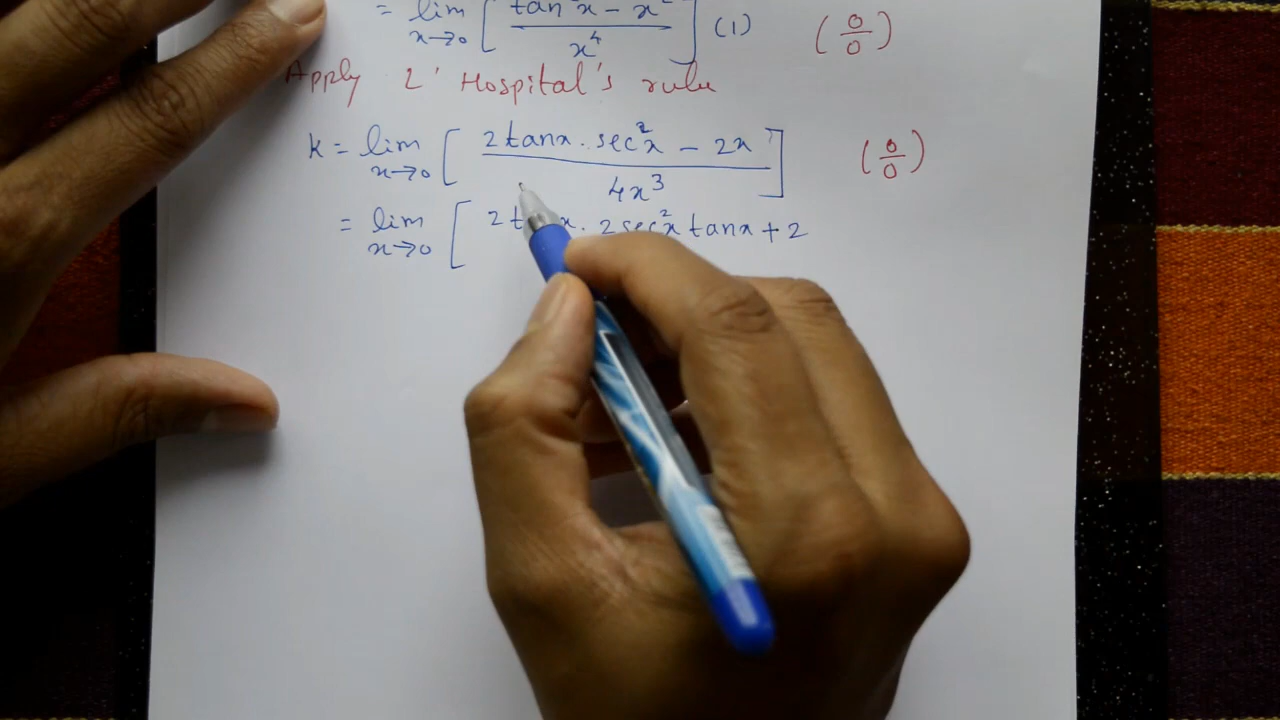 = lim x→0 [ tan²x − x² / x⁴ ] (1) (0/0)
Apply L' Hospital's rule
k = lim x→0 [ 2tanx . sec²x − 2x / 4x³ ] (0/0)
= lim x→0 [ 2 x . 2sec²x tanx + 2